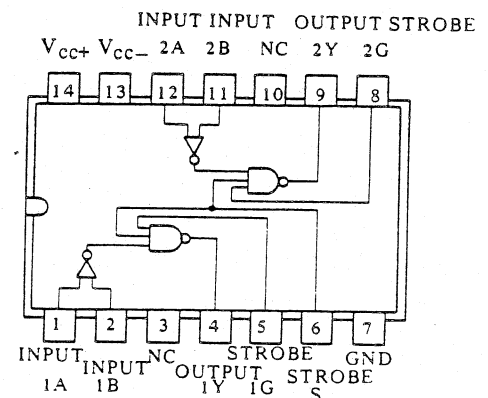 INPUT INPUT OUTPUT STROBE
VCC+ VCC- 2A 2B NC 2Y 2G
14 13 12 11 10 9 8
1 2 3 4 5 6 7
INPUT INPUT NC OUTPUT STROBE STROBE GND
1A 1B 1Y 1G S